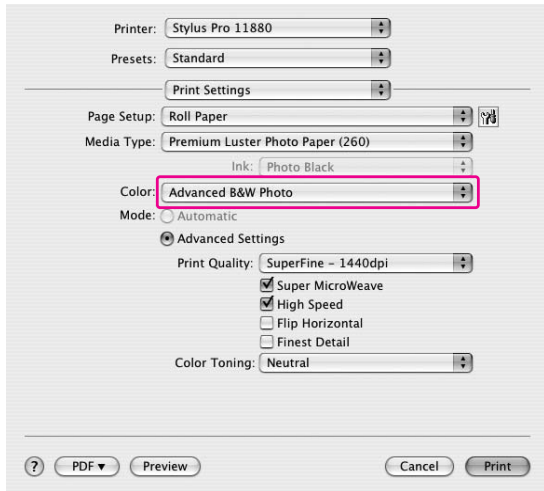 Printer: Stylus Pro 11880
Presets: Standard
Print Settings
Page Setup: Roll Paper
Media Type: Premium Luster Photo Paper (260)
Ink: Photo Black
Color: Advanced B&W Photo
Mode: Automatic
Advanced Settings
Print Quality: SuperFine – 1440dpi
Super MicroWeave
High Speed
Flip Horizontal
Finest Detail
Color Toning: Neutral
? PDF ▼ Preview Cancel Print